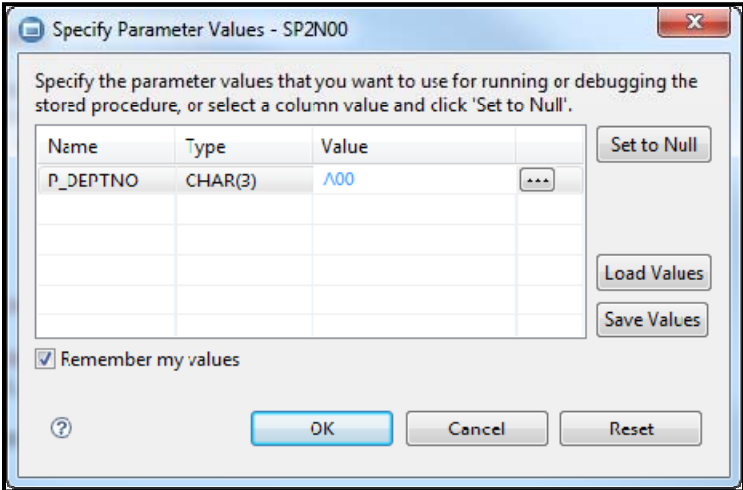 Specify Parameter Values - SP2N00
Specify the parameter values that you want to use for running or debugging the
stored procedure, or select a column value and click 'Set to Null'.
Name Type Value
Set to Null
P_DEPTNO CHAR(3) A00 ...
Load Values
Save Values
Remember my values
? OK Cancel Reset